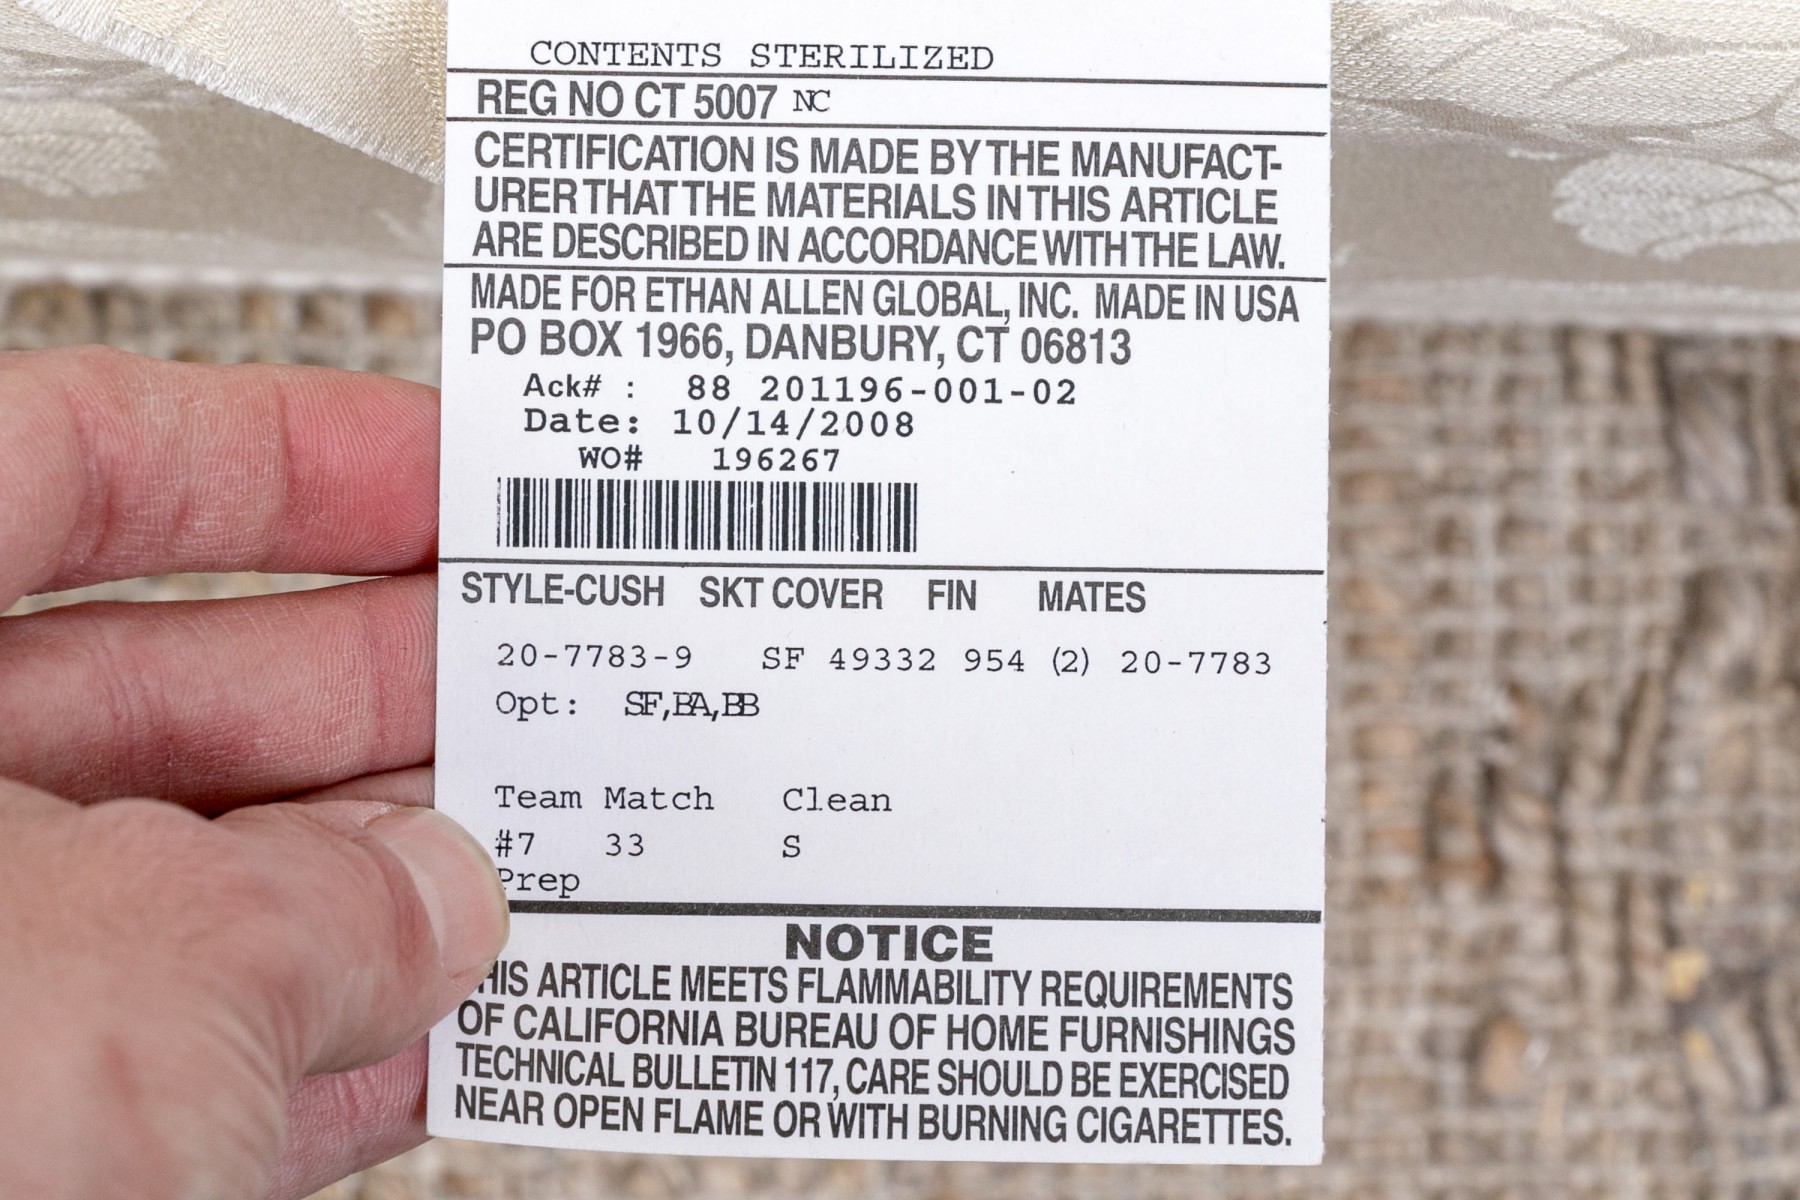 CONTENTS STERILIZED
REG NO CT 5007 NC
CERTIFICATION IS MADE BY THE MANUFACT-
URER THAT THE MATERIALS IN THIS ARTICLE
ARE DESCRIBED IN ACCORDANCE WITH THE LAW.
MADE FOR ETHAN ALLEN GLOBAL, INC. MADE IN USA
PO BOX 1966, DANBURY, CT 06813
Ack# : 88 201196-001-02
Date: 10/14/2008
WO# 196267
STYLE-CUSH SKT COVER FIN MATES
20-7783-9 SF 49332 954 (2) 20-7783
Opt: SF,BA,BB
Team Match Clean
#7 33 S
Prep
NOTICE
HIS ARTICLE MEETS FLAMMABILITY REQUIREMENTS
OF CALIFORNIA BUREAU OF HOME FURNISHINGS
TECHNICAL BULLETIN 117, CARE SHOULD BE EXERCISED
NEAR OPEN FLAME OR WITH BURNING CIGARETTES.